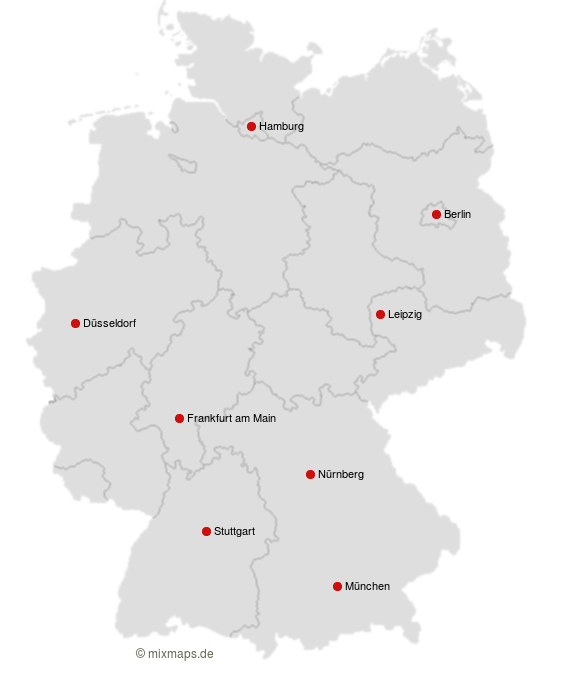 Hamburg
Berlin
Leipzig
Düsseldorf
Frankfurt am Main
Nürnberg
Stuttgart
München
© mixmaps.de